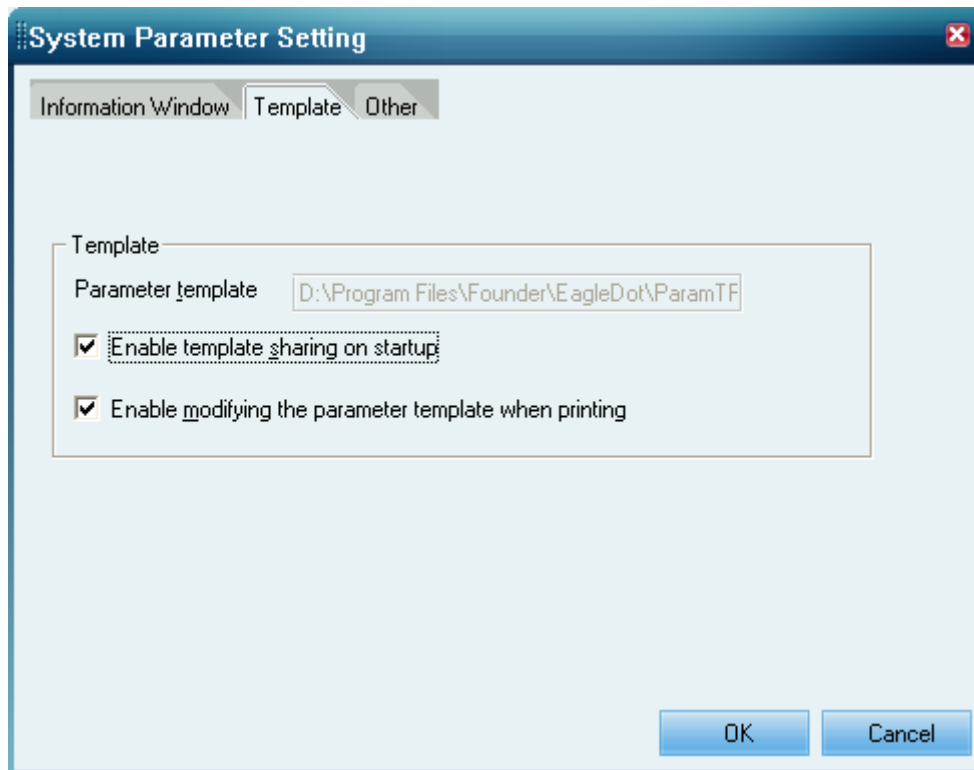 System Parameter Setting
Information Window Template Other
Template
Parameter template D:\Program Files\Founder\EagleDot\ParamTF
Enable template sharing on startup
Enable modifying the parameter template when printing
OK Cancel